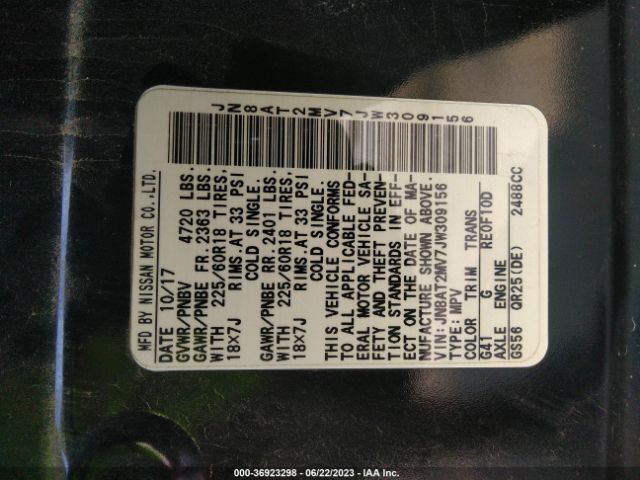 JN8AT2MV7JW309156
MFD BY NISSAN MOTOR CO.,LTD.
DATE 10/17
GVWR/PNBV 4720 LBS.
GAWR/PNBE FR. 2363 LBS.
WITH 225/60R18 TIRES,
18X7J RIMS.AT 33 PSI
COLD SINGLE.
GAWR/PNBE RR. 2401 LBS.
WITH 225/60R18 TIRES,
18X7J RIMS.AT 33 PSI
COLD SINGLE.
THIS VEHICLE CONFORMS
TO ALL APPLICABLE FED-
ERAL MOTOR VEHICLE SA-
FETY AND THEFT PREVEN-
TION STANDARDS IN EFF-
ECT ON THE DATE OF MA-
NUFACTURE SHOWN ABOVE.
VIN:JN8AT2MV7JW309156
TYPE:MPV
COLOR TRIM TRANS
G41 G RE0F10D
AXLE ENGINE
GS56 QR25(DE) 2488CC
000-36923298 - 06/22/2023 - IAA Inc.